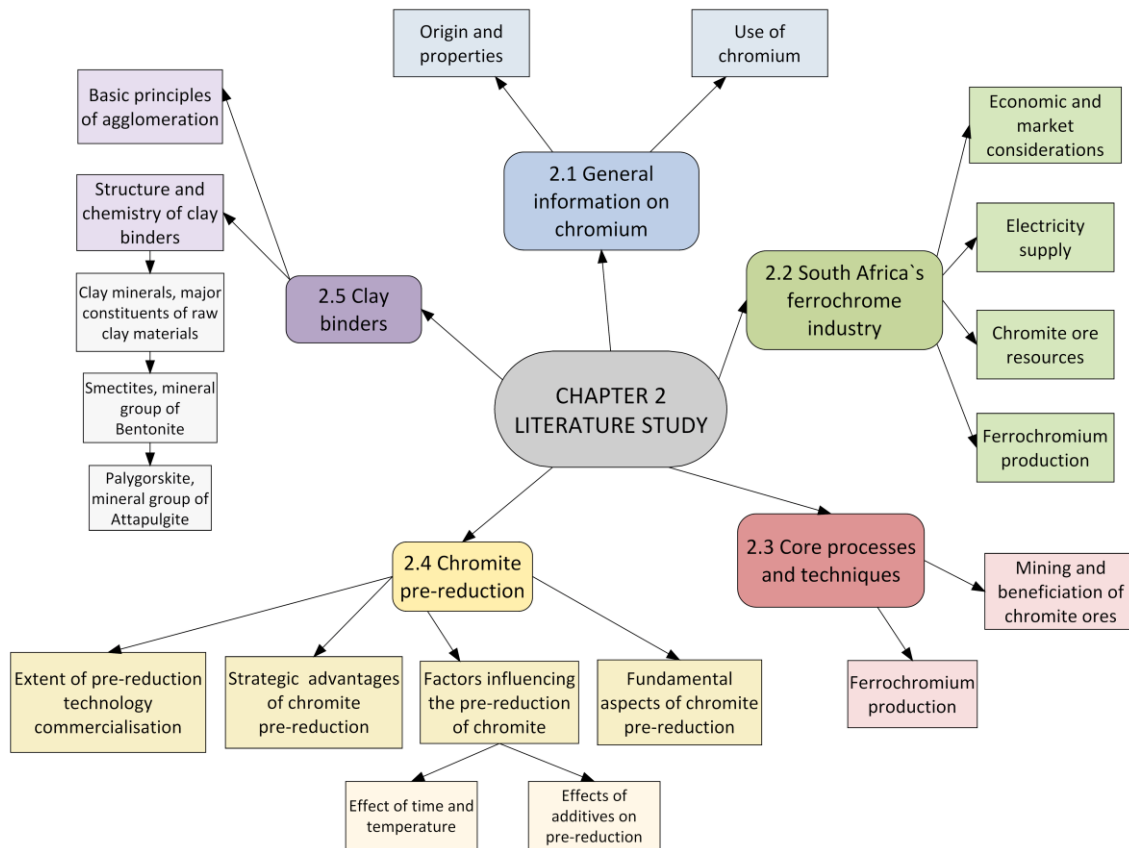 Origin and
properties
Use of
chromium
Basic principles
of agglomeration
Economic and
market
considerations
2.1 General
information on
chromium
Structure and
chemistry of clay
binders
Electricity
supply
2.2 South Africa`s
ferrochrome
industry
2.5 Clay
binders
Clay minerals, major
constituents of raw
clay materials
Chromite ore
resources
CHAPTER 2
LITERATURE STUDY
Smectites, mineral
group of
Bentonite
Ferrochromium
production
Palygorskite,
mineral group of
Attapulgite
2.4 Chromite
pre-reduction
2.3 Core processes
and techniques
Mining and
beneficiation of
chromite ores
Extent of pre-reduction
technology
commercialisation
Strategic advantages
of chromite
pre-reduction
Factors influencing
the pre-reduction
of chromite
Fundamental
aspects of chromite
pre-reduction
Ferrochromium
production
Effect of time and
temperature
Effects of
additives on
pre-reduction